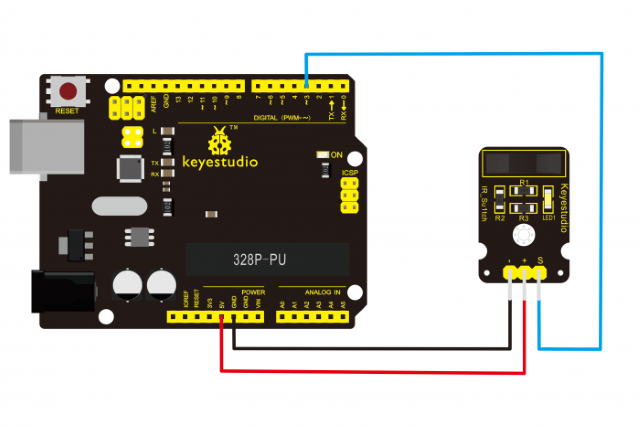 RESET
AREF
GND
13
12
~11
~10
~9
8
7
~6
~5
4
~3
2
TX 1
RX 0
DIGITAL (PWM~)
L
TX
RX
TM
keyestudio
ON
ICSP
328P-PU
POWER
ANALOG IN
IOREF
RESET
3V3
5V
GND
GND
VIN
A0
A1
A2
A3
A4
A5
IR_Switch
R1
R2
R3
LED1
Keyestudio
- + S